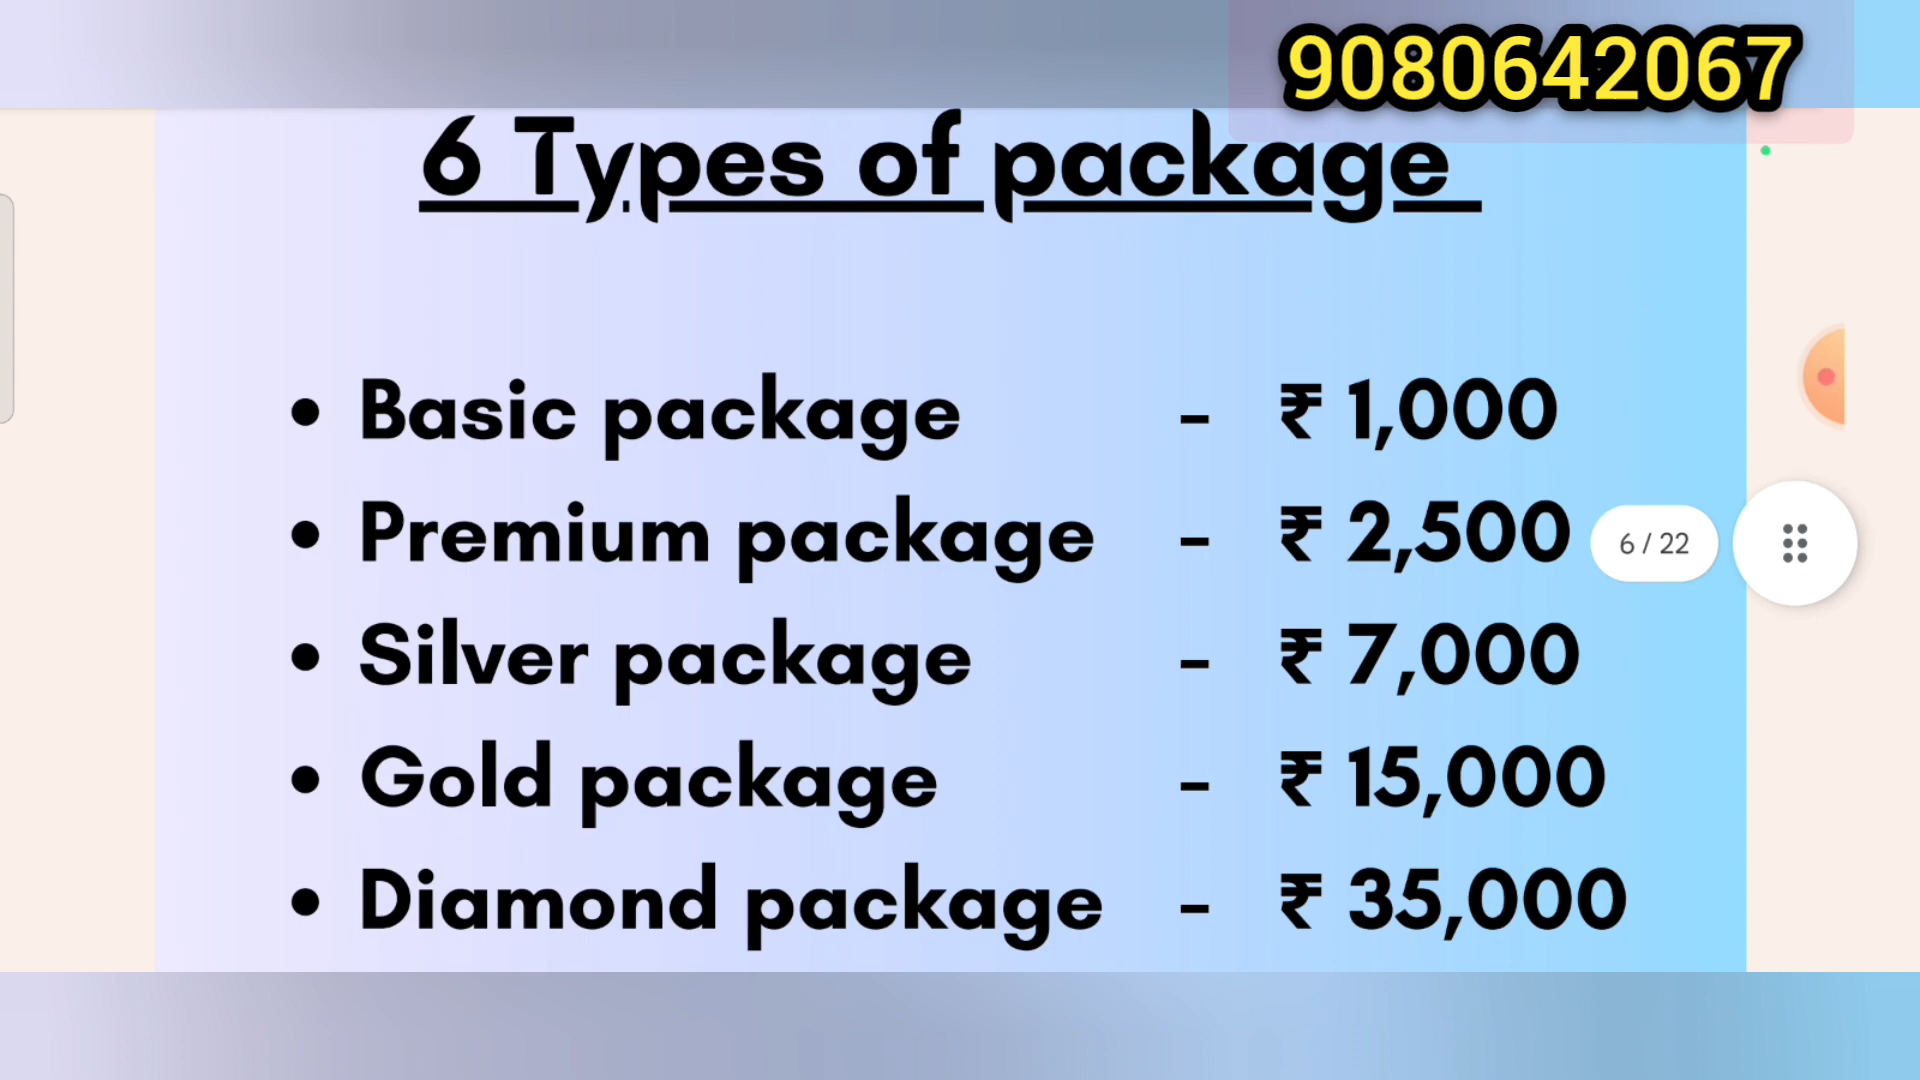 9080642067
6 Types of package
• Basic package - ₹ 1,000
• Premium package - ₹ 2,500
6 / 22
• Silver package - ₹ 7,000
• Gold package - ₹ 15,000
• Diamond package - ₹ 35,000